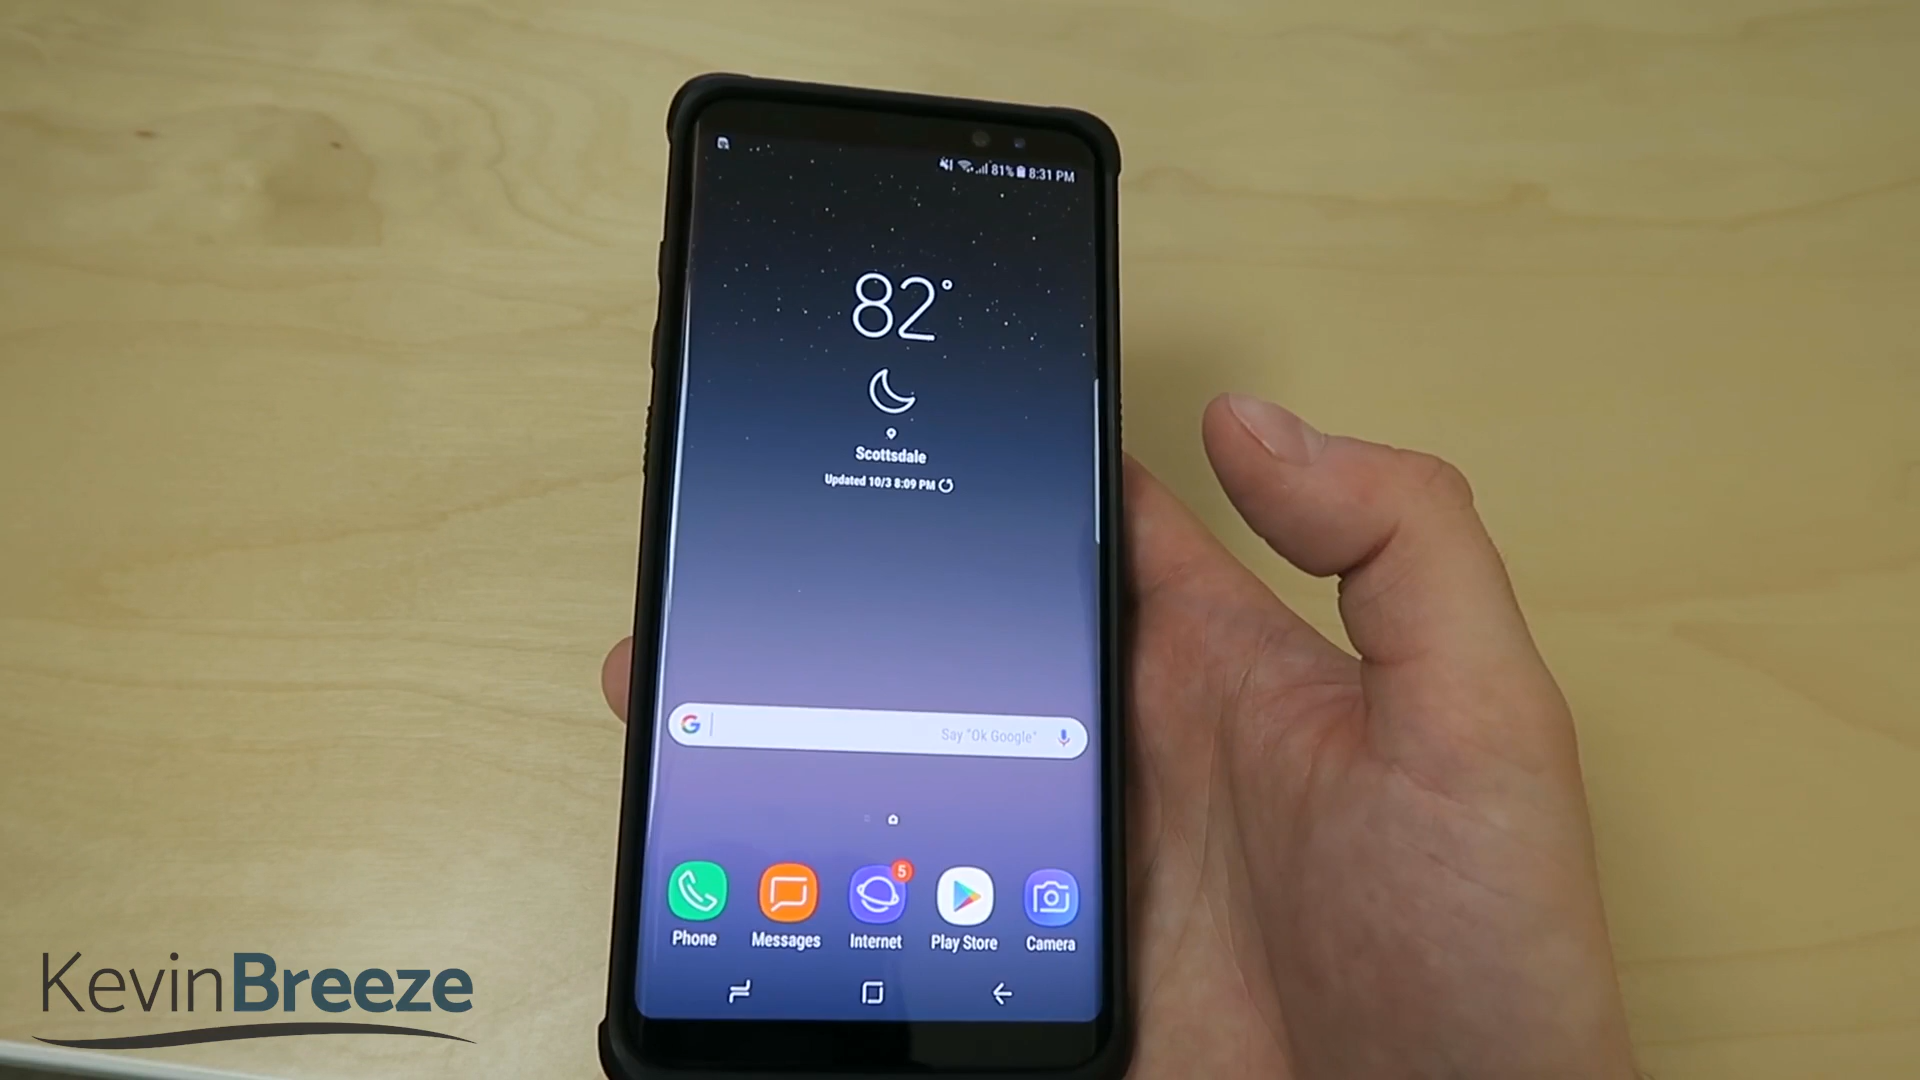 81% 8:31 PM
82°
Scottsdale
Updated 10/3 8:09 PM
G Say "Ok Google"
5
Phone Messages Internet Play Store Camera
KevinBreeze